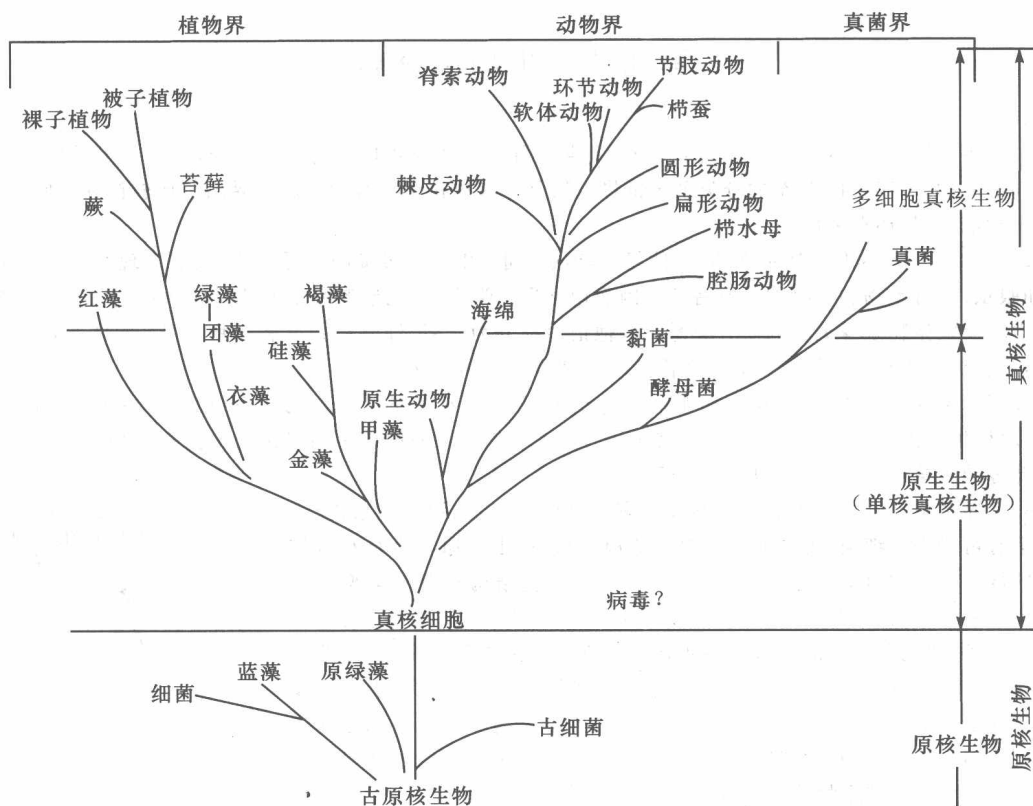 植物界
动物界
真菌界
脊索动物
节肢动物
环节动物
软体动物
栉蚕
被子植物
裸子植物
苔藓
蕨
棘皮动物
圆形动物
扁形动物
栉水母
腔肠动物
多细胞真核生物
真菌
红藻
绿藻
团藻
衣藻
褐藻
硅藻
金藻
甲藻
海绵
原生动物
黏菌
酵母菌
真核生物
原生生物
（单核真核生物）
病毒？
真核细胞
细菌
蓝藻
原绿藻
古细菌
古原核生物
原核生物
原核生物